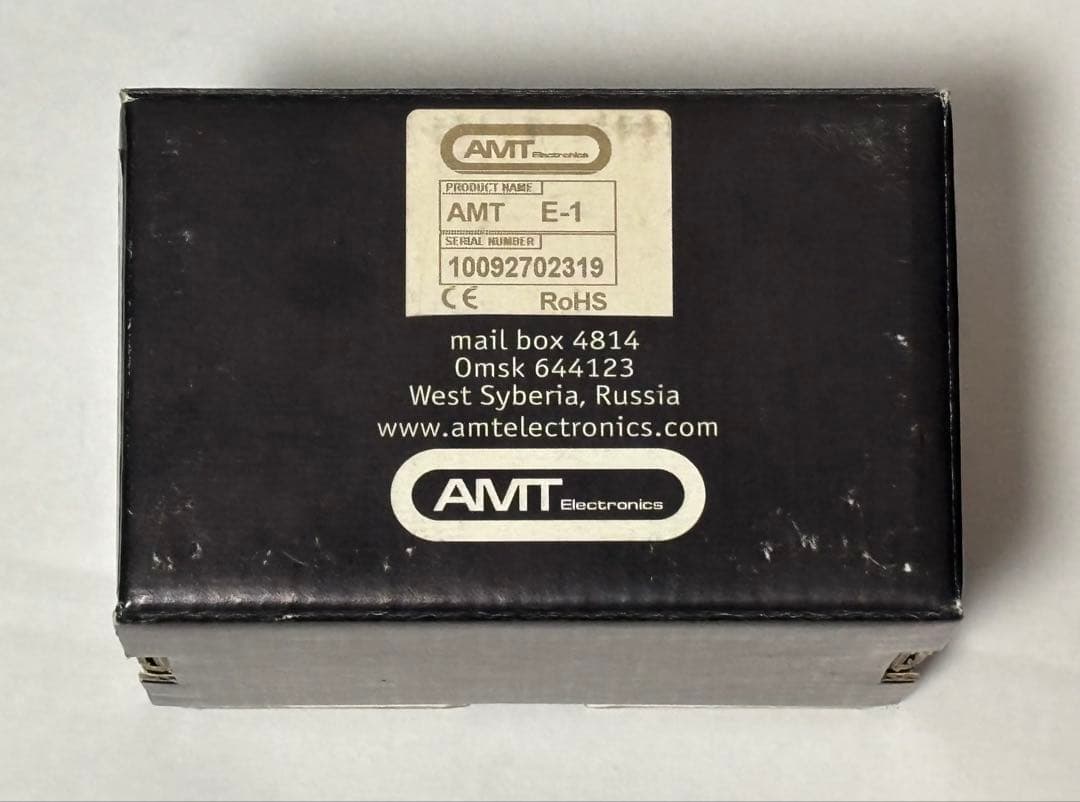 AMT Electronics
PRODUCT NAME
AMT E-1
SERIAL NUMBER
10092702319
CE RoHS
mail box 4814
Omsk 644123
West Syberia, Russia
www.amtelectronics.com
AMT Electronics